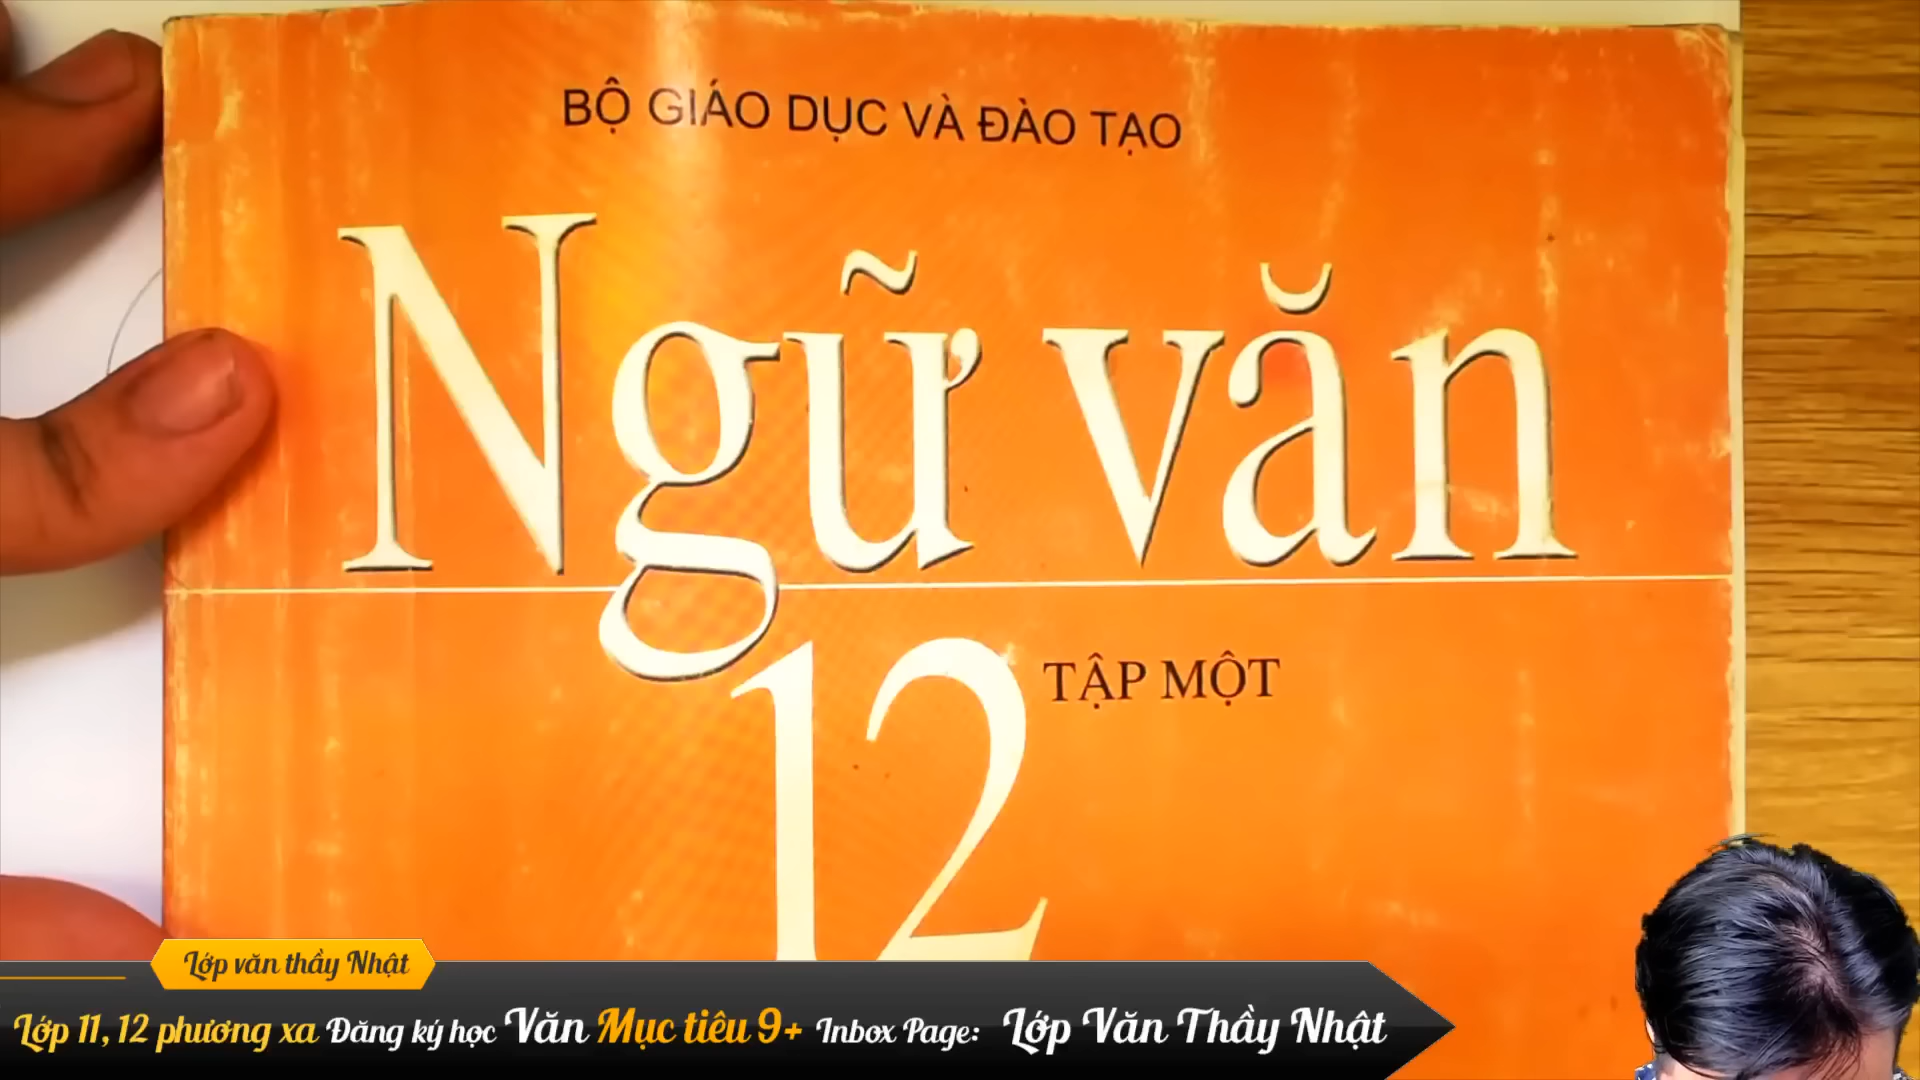 BỘ GIÁO DỤC VÀ ĐÀO TẠO
Ngữ văn
12
TẬP MỘT
Lớp văn thầy Nhật
Lớp 11, 12 phương xa Đăng ký học Văn Mục tiêu 9+ Inbox Page: Lớp Văn Thầy Nhật